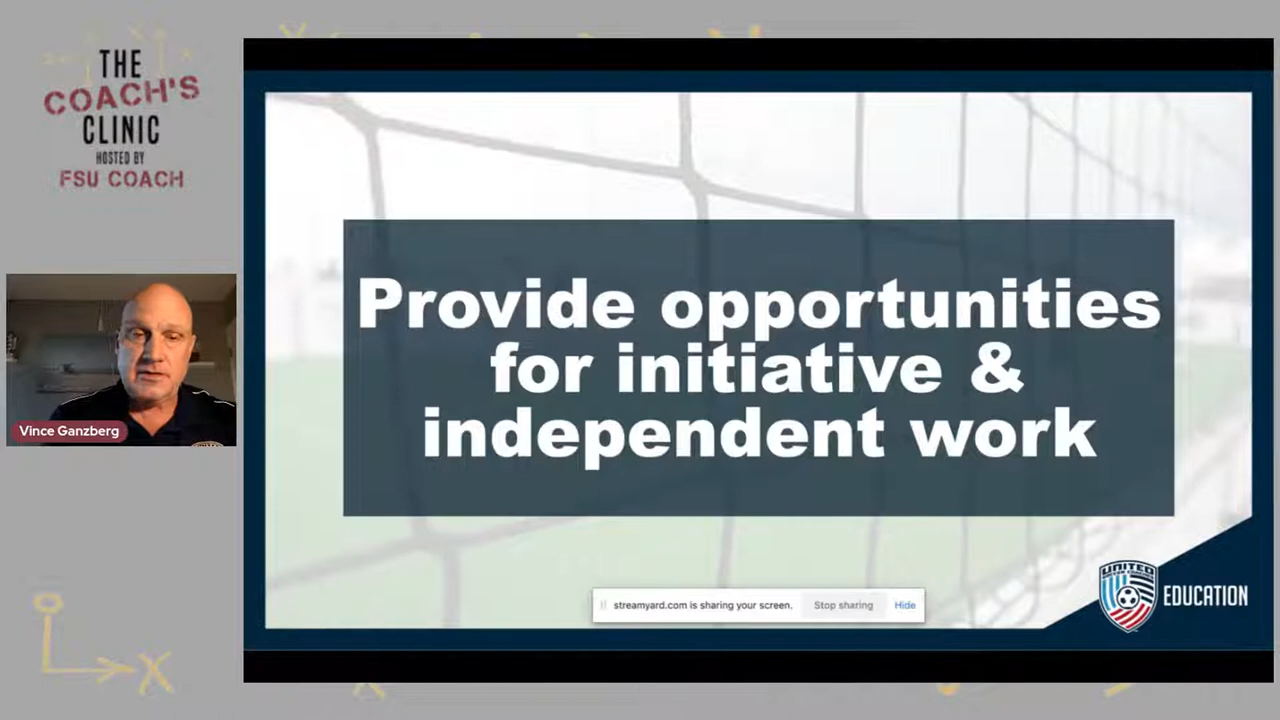 THE
COACH'S
CLINIC
HOSTED BY
FSU COACH
Vince Ganzberg
Provide opportunities
for initiative &
independent work
streamyard.com is sharing your screen.
Stop sharing
Hide
UNITED
EDUCATION